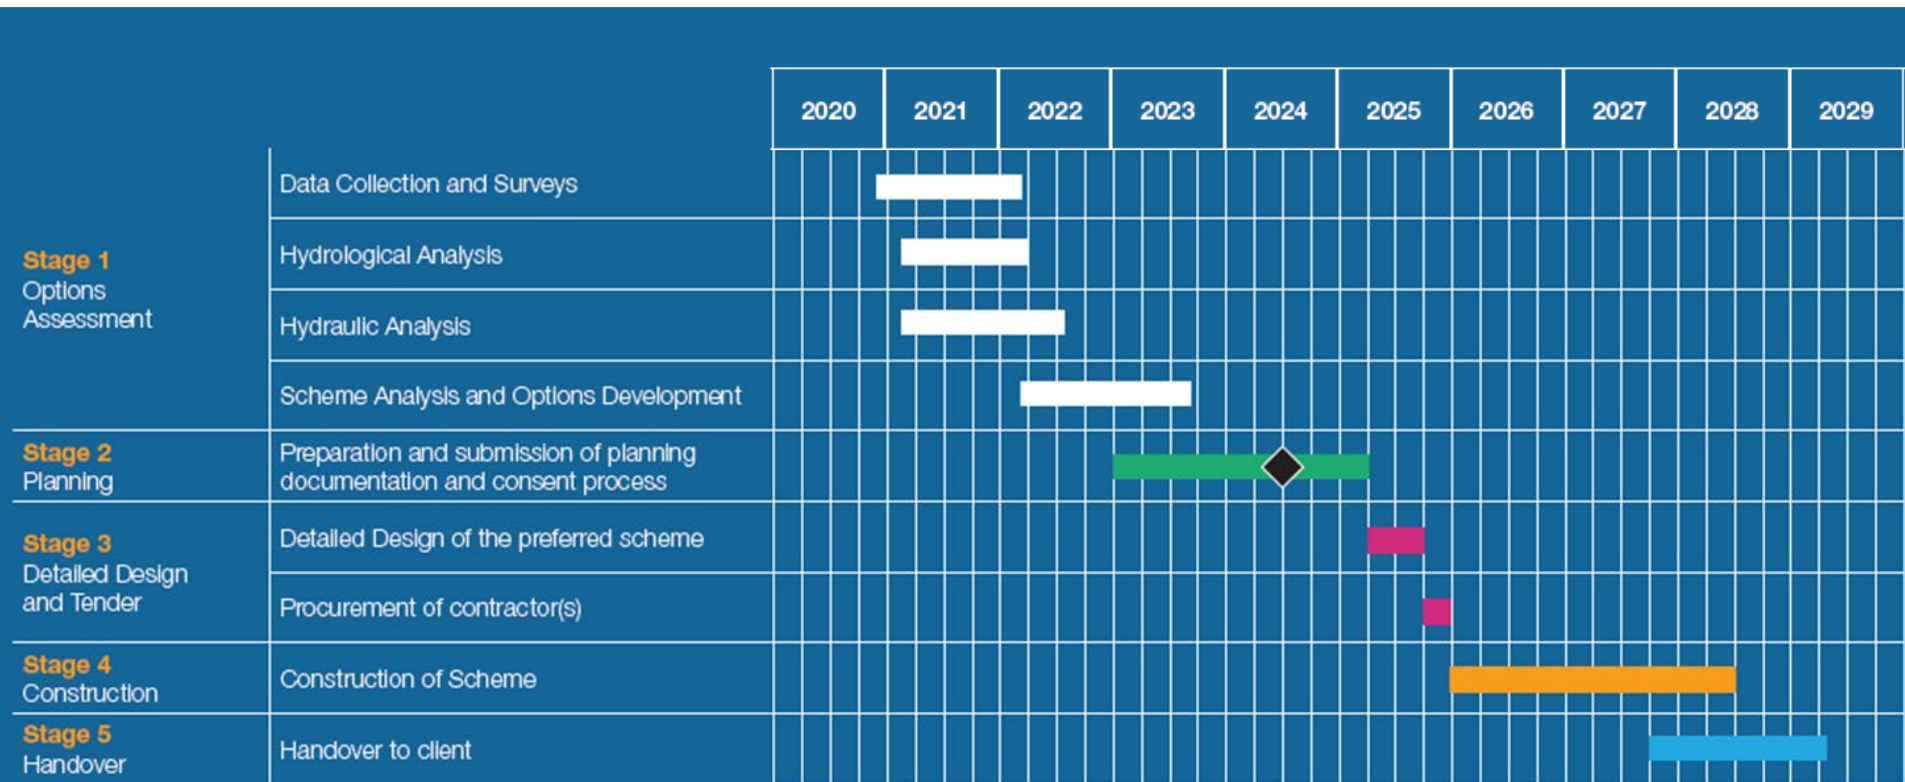 2020 2021 2022 2023 2024 2025 2026 2027 2028 2029
Stage 1
Options
Assessment
Data Collection and Surveys
Hydrological Analysis
Hydraulic Analysis
Scheme Analysis and Options Development
Stage 2
Planning
Preparation and submission of planning
documentation and consent process
Stage 3
Detailed Design
and Tender
Detailed Design of the preferred scheme
Procurement of contractor(s)
Stage 4
Construction
Construction of Scheme
Stage 5
Handover
Handover to client